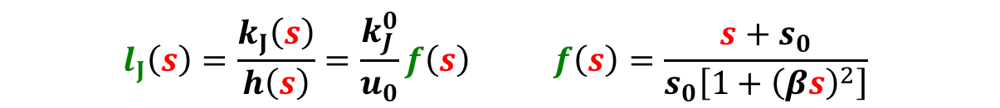 l_J(s) = k_J(s)/h(s) = k_J^0/u_0 f(s)    f(s) = (s + s_0)/(s_0[1 + (βs)^2])